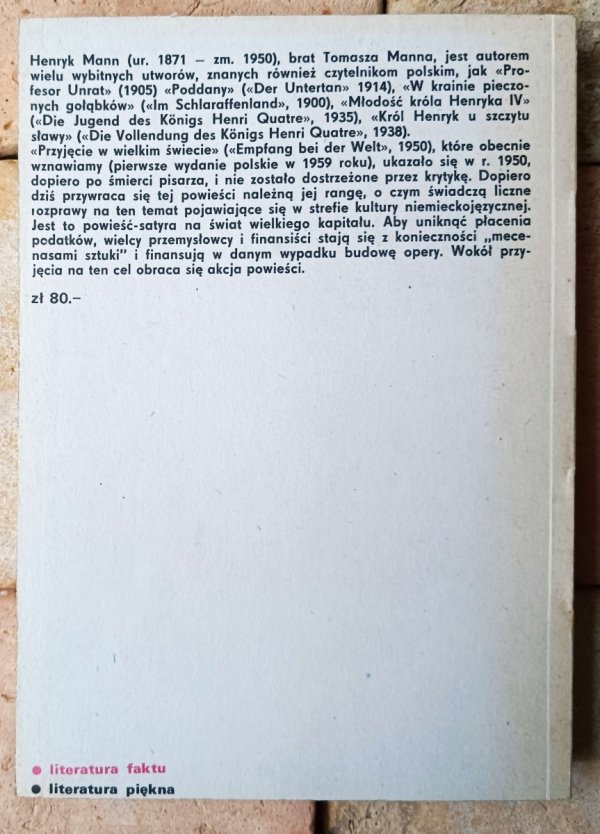 Henryk Mann (ur. 1871 – zm. 1950), brat Tomasza Manna, jest autorem
wielu wybitnych utworów, znanych również czytelnikom polskim, jak «Pro-
fesor Unrat» (1905) «Poddany» («Der Untertan» 1914), «W krainie pieczo-
nych gołąbków» («Im Schlaraffenland», 1900), «Młodość króla Henryka IV»
(«Die Jugend des Königs Henri Quatre», 1935), «Król Henryk u szczytu
sławy» («Die Vollendung des Königs Henri Quatre», 1938).
«Przyjęcie w wielkim świecie» («Empfang bei der Welt», 1950), które obecnie
wznawiamy (pierwsze wydanie polskie w 1959 roku), ukazało się w r. 1950,
dopiero po śmierci pisarza, i nie zostało dostrzeżone przez krytykę. Dopiero
dziś przywraca się tej powieści należną jej rangę, o czym świadczą liczne
rozprawy na ten temat pojawiające się w strefie kultury niemieckojęzycznej.
Jest to powieść-satyra na świat wielkiego kapitału. Aby uniknąć płacenia
podatków, wielcy przemysłowcy i finansiści stają się z konieczności „mece-
nasami sztuki" i finansują w danym wypadku budowę opery. Wokół przy-
jęcia na ten cel obraca się akcja powieści.
zł 80.–
● literatura faktu
● literatura piękna